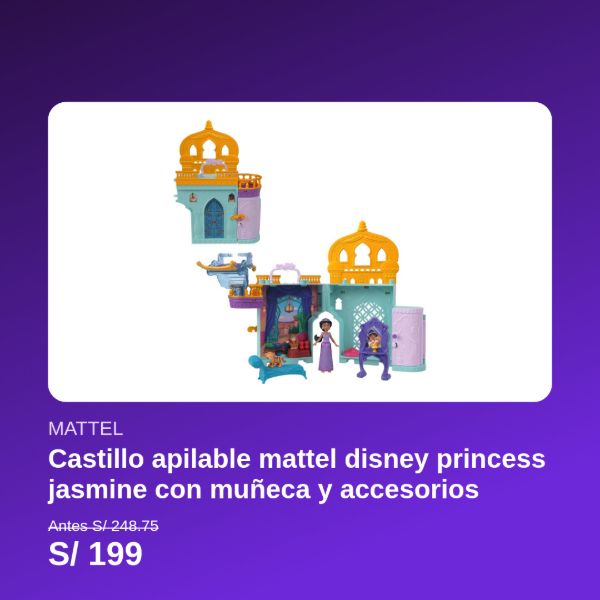 MATTEL
Castillo apilable mattel disney princess
jasmine con muñeca y accesorios
Antes S/ 248.75
S/ 199